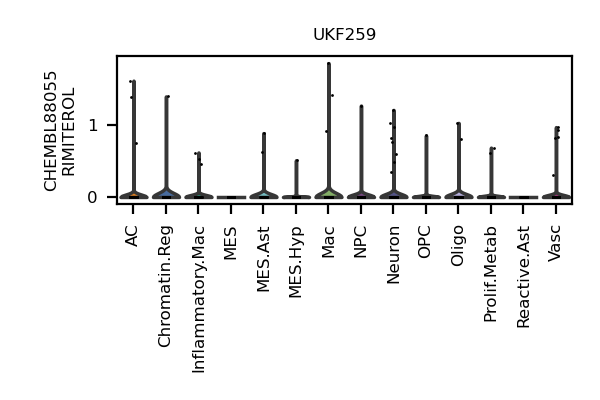 UKF259
CHEMBL88055
RIMITEROL
1
0
AC
Chromatin.Reg
Inflammatory.Mac
MES
MES.Ast
MES.Hyp
Mac
NPC
Neuron
OPC
Oligo
Prolif.Metab
Reactive.Ast
Vasc